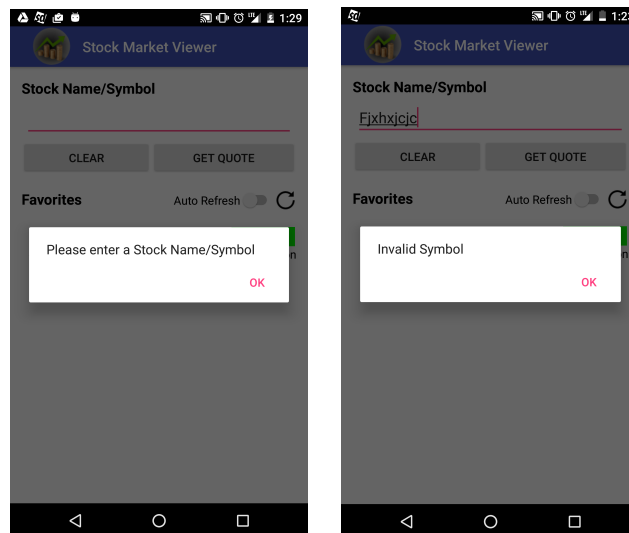 1:29
Stock Market Viewer
Stock Name/Symbol
CLEAR GET QUOTE
Favorites Auto Refresh
Please enter a Stock Name/Symbol
OK
Stock Market Viewer
Stock Name/Symbol
Fjxhxjcjc
CLEAR GET QUOTE
Favorites Auto Refresh
Invalid Symbol
OK